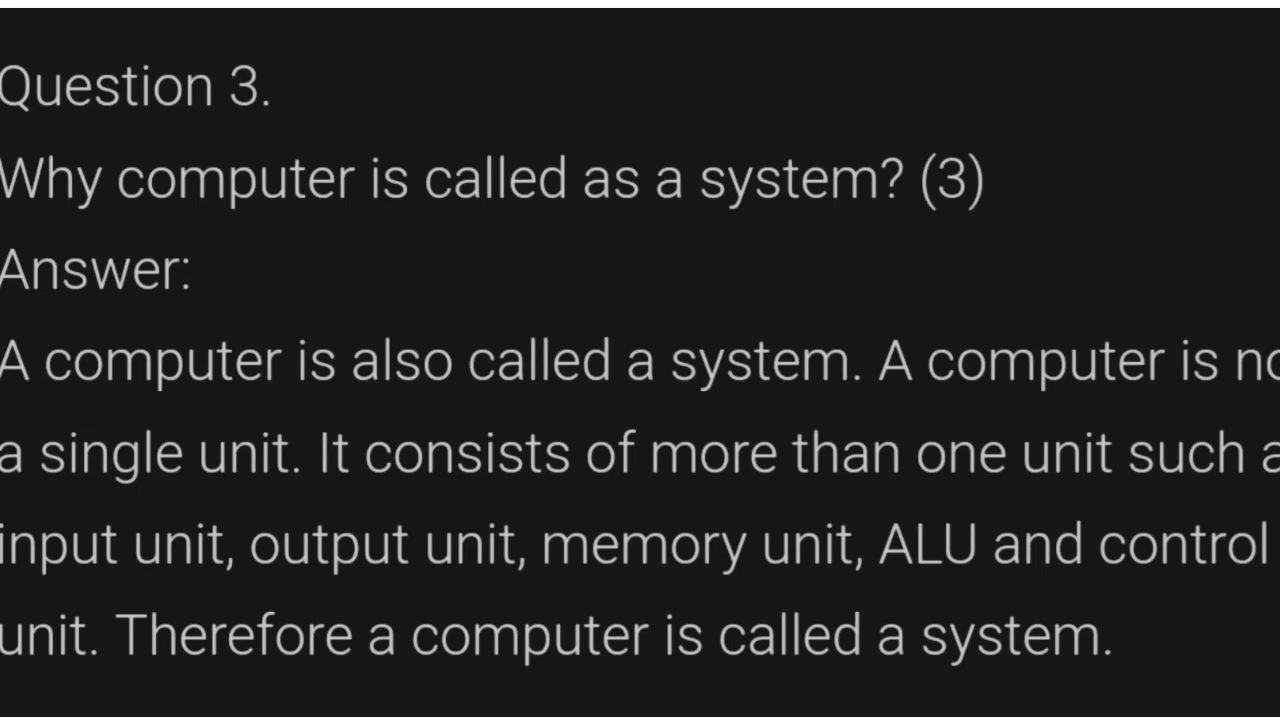 Question 3.
Why computer is called as a system? (3)
Answer:
A computer is also called a system. A computer is
a single unit. It consists of more than one unit such
input unit, output unit, memory unit, ALU and control
unit. Therefore a computer is called a system.